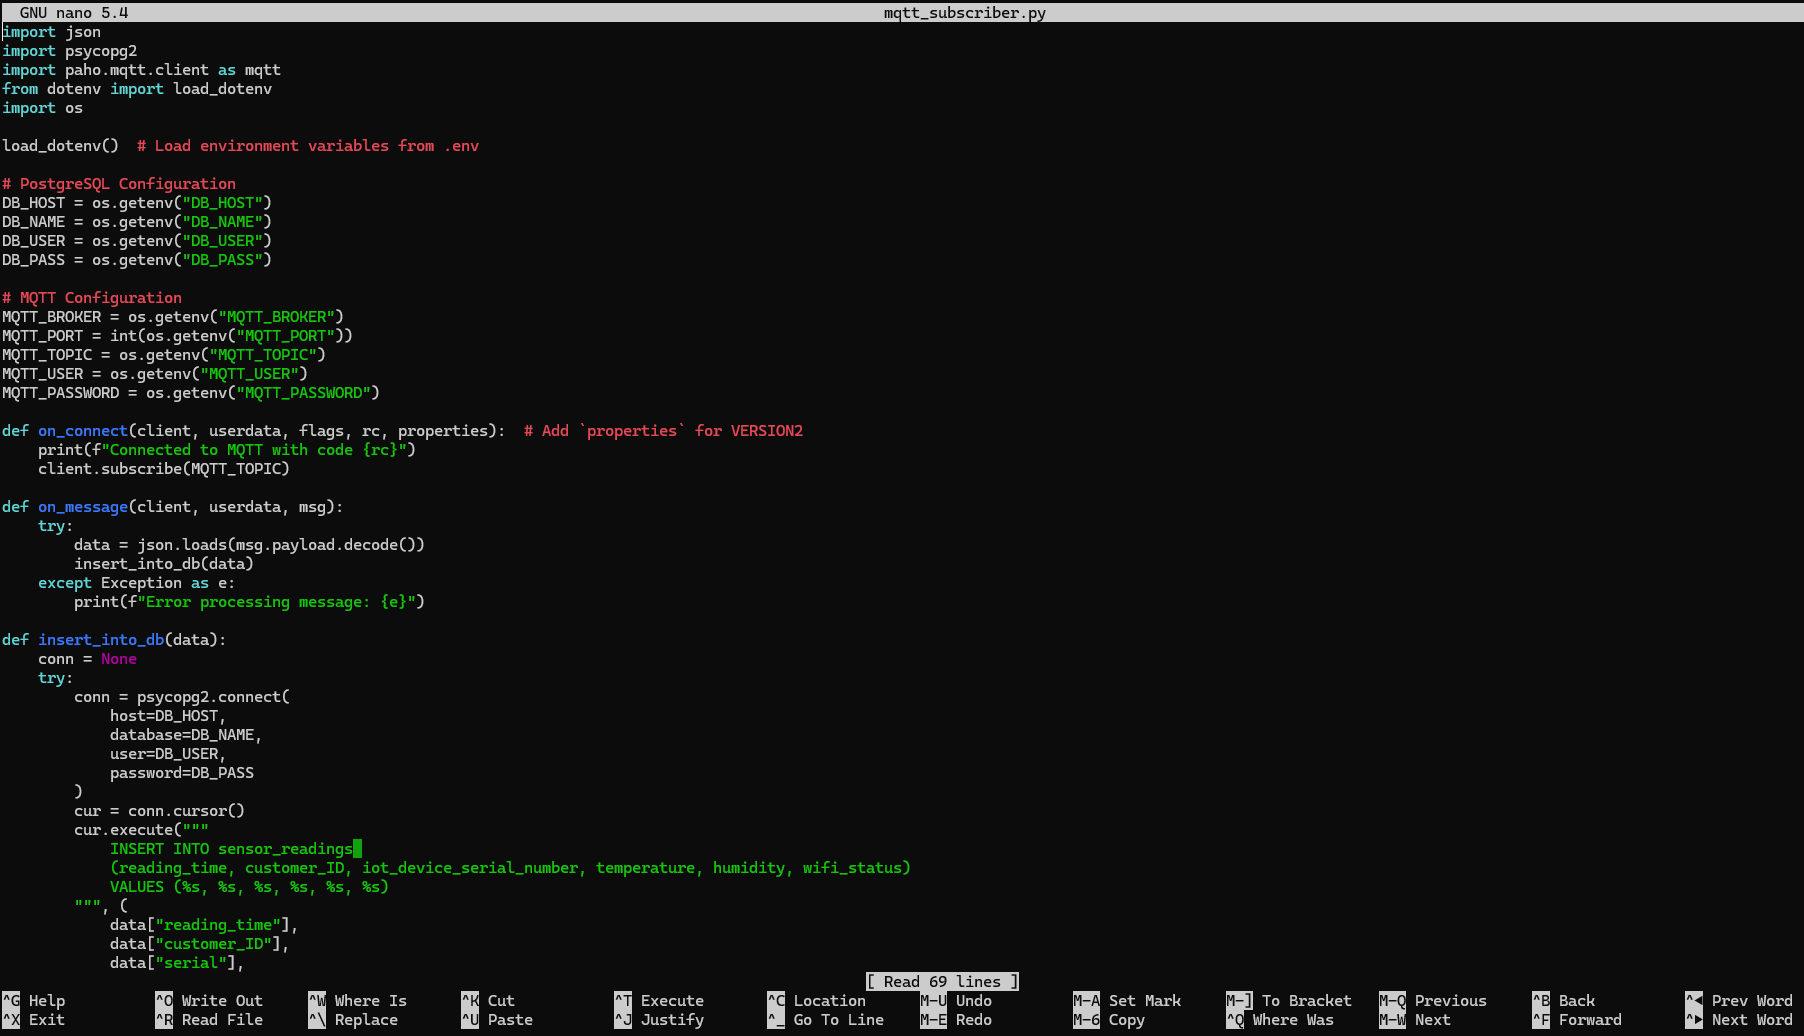 GNU nano 5.4 mqtt_subscriber.py
import json
import psycopg2
import paho.mqtt.client as mqtt
from dotenv import load_dotenv
import os

load_dotenv()  # Load environment variables from .env

# PostgreSQL Configuration
DB_HOST = os.getenv("DB_HOST")
DB_NAME = os.getenv("DB_NAME")
DB_USER = os.getenv("DB_USER")
DB_PASS = os.getenv("DB_PASS")

# MQTT Configuration
MQTT_BROKER = os.getenv("MQTT_BROKER")
MQTT_PORT = int(os.getenv("MQTT_PORT"))
MQTT_TOPIC = os.getenv("MQTT_TOPIC")
MQTT_USER = os.getenv("MQTT_USER")
MQTT_PASSWORD = os.getenv("MQTT_PASSWORD")

def on_connect(client, userdata, flags, rc, properties):  # Add `properties` for VERSION2
    print(f"Connected to MQTT with code {rc}")
    client.subscribe(MQTT_TOPIC)

def on_message(client, userdata, msg):
    try:
        data = json.loads(msg.payload.decode())
        insert_into_db(data)
    except Exception as e:
        print(f"Error processing message: {e}")

def insert_into_db(data):
    conn = None
    try:
        conn = psycopg2.connect(
            host=DB_HOST,
            database=DB_NAME,
            user=DB_USER,
            password=DB_PASS
        )
        cur = conn.cursor()
        cur.execute("""
            INSERT INTO sensor_readings
            (reading_time, customer_ID, iot_device_serial_number, temperature, humidity, wifi_status)
            VALUES (%s, %s, %s, %s, %s, %s)
        """, (
            data["reading_time"],
            data["customer_ID"],
            data["serial"],
[ Read 69 lines ]
^G Help ^O Write Out ^W Where Is ^K Cut ^T Execute ^C Location M-U Undo M-A Set Mark M-] To Bracket M-Q Previous ^B Back ^◀ Prev Word
^X Exit ^R Read File ^\ Replace ^U Paste ^J Justify ^_ Go To Line M-E Redo M-6 Copy ^Q Where Was M-W Next ^F Forward ^▶ Next Word